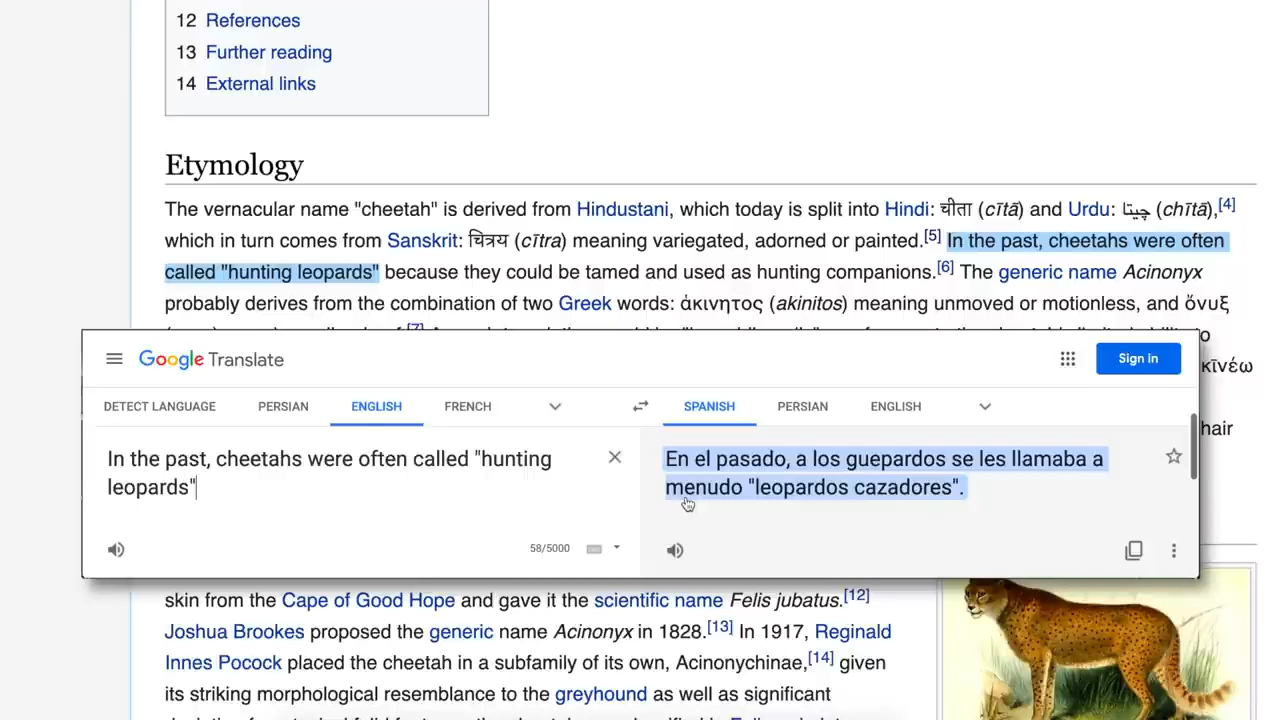 12 References
13 Further reading
14 External links
Etymology
The vernacular name "cheetah" is derived from Hindustani, which today is split into Hindi: चीता (cītā) and Urdu: چیتا (chītā),[4]
which in turn comes from Sanskrit: चित्रय (cītra) meaning variegated, adorned or painted.[5] In the past, cheetahs were often
called "hunting leopards" because they could be tamed and used as hunting companions.[6] The generic name Acinonyx
probably derives from the combination of two Greek words: ἀκινητος (akinitos) meaning unmoved or motionless, and ὄνυξ
κῑνέω
hair
Google Translate
Sign in
DETECT LANGUAGE PERSIAN ENGLISH FRENCH SPANISH PERSIAN ENGLISH
In the past, cheetahs were often called "hunting
leopards"
58/5000
En el pasado, a los guepardos se les llamaba a
menudo "leopardos cazadores".
skin from the Cape of Good Hope and gave it the scientific name Felis jubatus.[12]
Joshua Brookes proposed the generic name Acinonyx in 1828.[13] In 1917, Reginald
Innes Pocock placed the cheetah in a subfamily of its own, Acinonychinae,[14] given
its striking morphological resemblance to the greyhound as well as significant